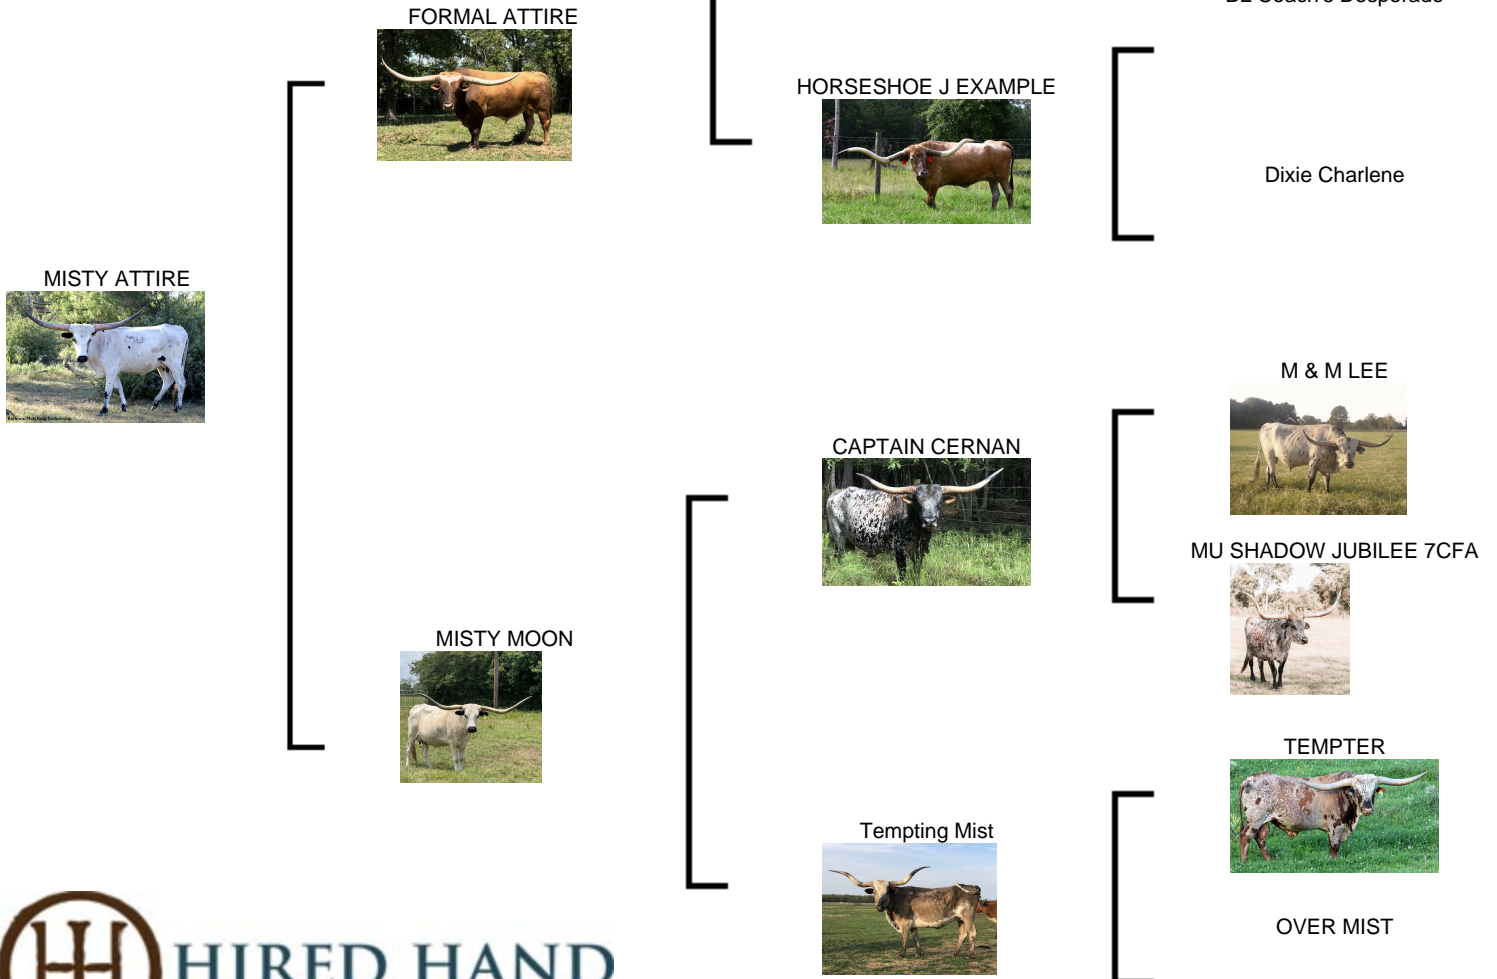 FORMAL ATTIRE
HORSESHOE J EXAMPLE
Dixie Charlene
MISTY ATTIRE
M & M LEE
CAPTAIN CERNAN
MU SHADOW JUBILEE 7CFA
MISTY MOON
TEMPTER
Tempting Mist
OVER MIST
HIRED HAND